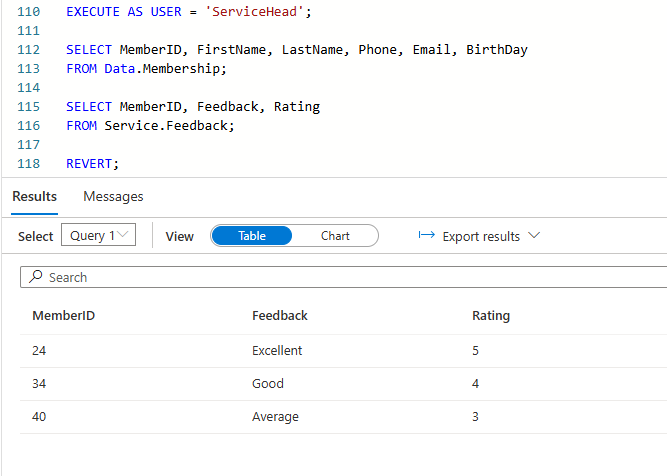 110 EXECUTE AS USER = 'ServiceHead';
111
112 SELECT MemberID, FirstName, LastName, Phone, Email, BirthDay
113 FROM Data.Membership;
114
115 SELECT MemberID, Feedback, Rating
116 FROM Service.Feedback;
117
118 REVERT;
Results Messages
Select Query 1 View Table Chart Export results
Search
MemberID Feedback Rating
24 Excellent 5
34 Good 4
40 Average 3